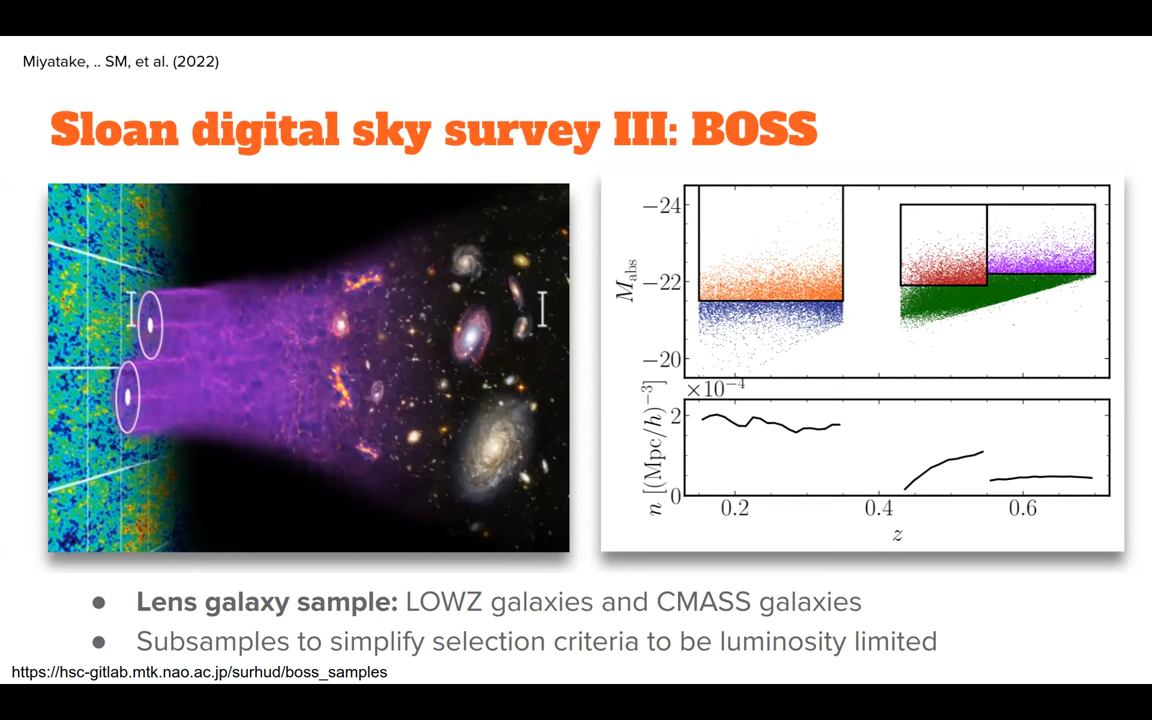 Miyatake, .. SM, et al. (2022)
Sloan digital sky survey III: BOSS
−24
−22
−20
M_abs
×10⁻⁴
2
0
n [(Mpc/h)⁻³]
0.2
0.4
0.6
z
● Lens galaxy sample: LOWZ galaxies and CMASS galaxies
● Subsamples to simplify selection criteria to be luminosity limited
https://hsc-gitlab.mtk.nao.ac.jp/surhud/boss_samples